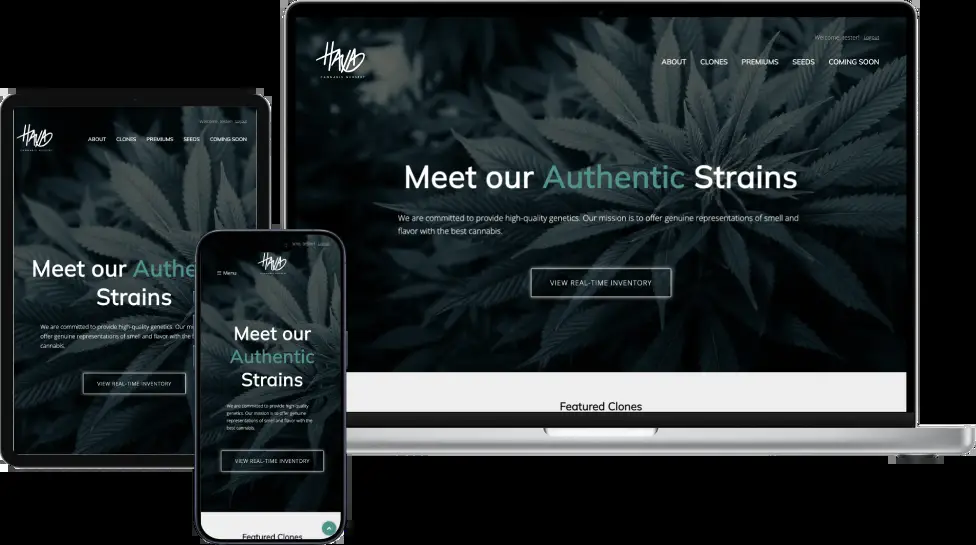 Welcome, Jester! Logout
HAVA
ABOUT CLONES PREMIUMS SEEDS COMING SOON
Meet our Authentic Strains
We are committed to provide high-quality genetics. Our mission is to offer genuine representations of smell and
flavor with the best cannabis.
VIEW REAL-TIME INVENTORY
Featured Clones
Logout
HAVA
ABOUT CLONES PREMIUMS SEEDS COMING SOON
Meet our Authe
Strains
We are committed to provide high-quality genetics. Our m
offer genuine representations of smell and flavor with the b
cannabis.
VIEW REAL-TIME INVENTORY
Logout
HAVA
☰ Menu
Meet our
Authentic
Strains
We are committed to provide high-quality
genetics. Our mission is to offer genuine
representations of smell and flavor with the
best cannabis.
VIEW REAL-TIME INVENTORY
Featured Clones